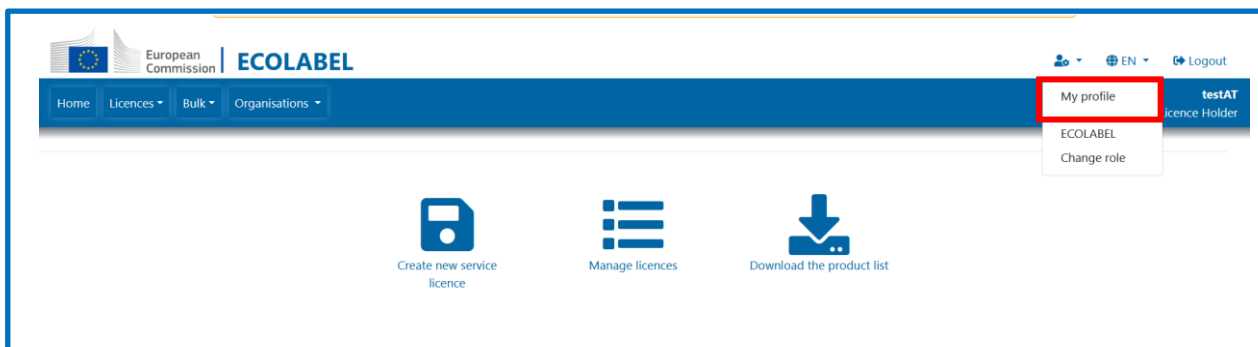 European
Commission
ECOLABEL
EN
Logout
Home Licences Bulk Organisations
My profile
testAT
icence Holder
ECOLABEL
Change role
Create new service
licence
Manage licences
Download the product list